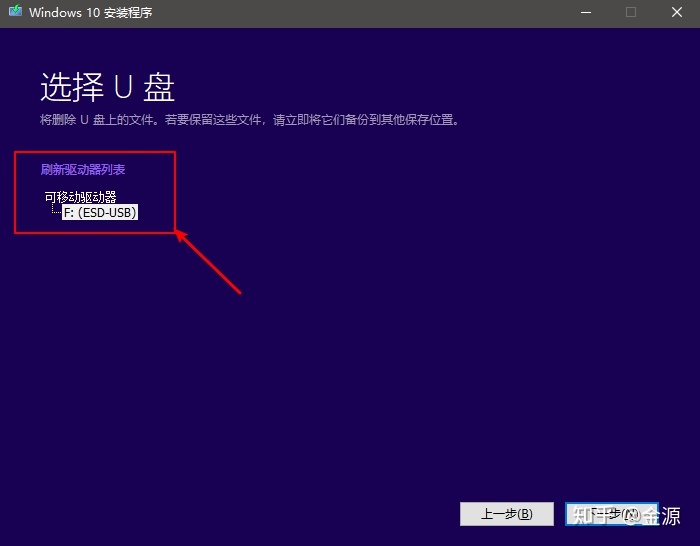 Windows 10 安装程序
选择 U 盘
将删除 U 盘上的文件。若要保留这些文件，请立即将它们备份到其他保存位置。
刷新驱动器列表
可移动驱动器
F: (ESD-USB)
上一步(B)
下一步(N)
知乎 @金源